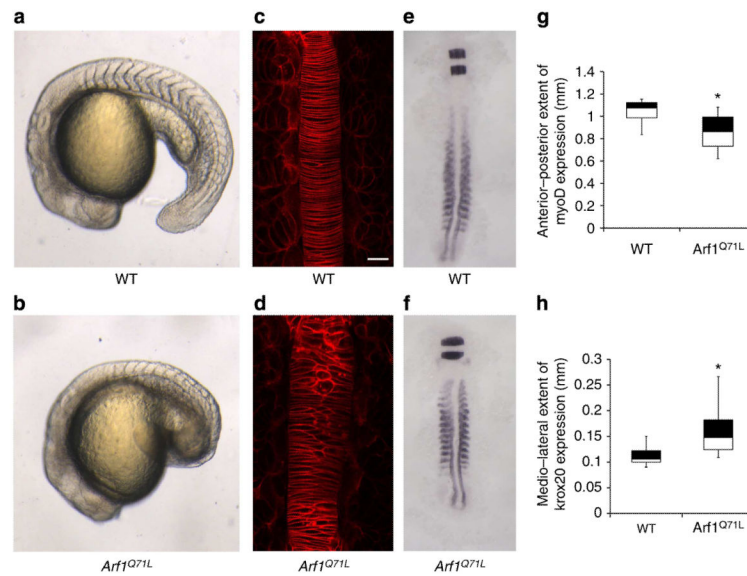 a
c
e
g
WT
WT
WT
Anterior–posterior extent of
myoD expression (mm)
1.4
1.2
1
0.8
0.6
0.4
0.2
0
*
WT
Arf1Q71L
b
d
f
h
Arf1Q71L
Arf1Q71L
Arf1Q71L
Medio–lateral extent of
krox20 expression (mm)
0.3
0.25
0.2
0.15
0.1
0.05
0
*
WT
Arf1Q71L